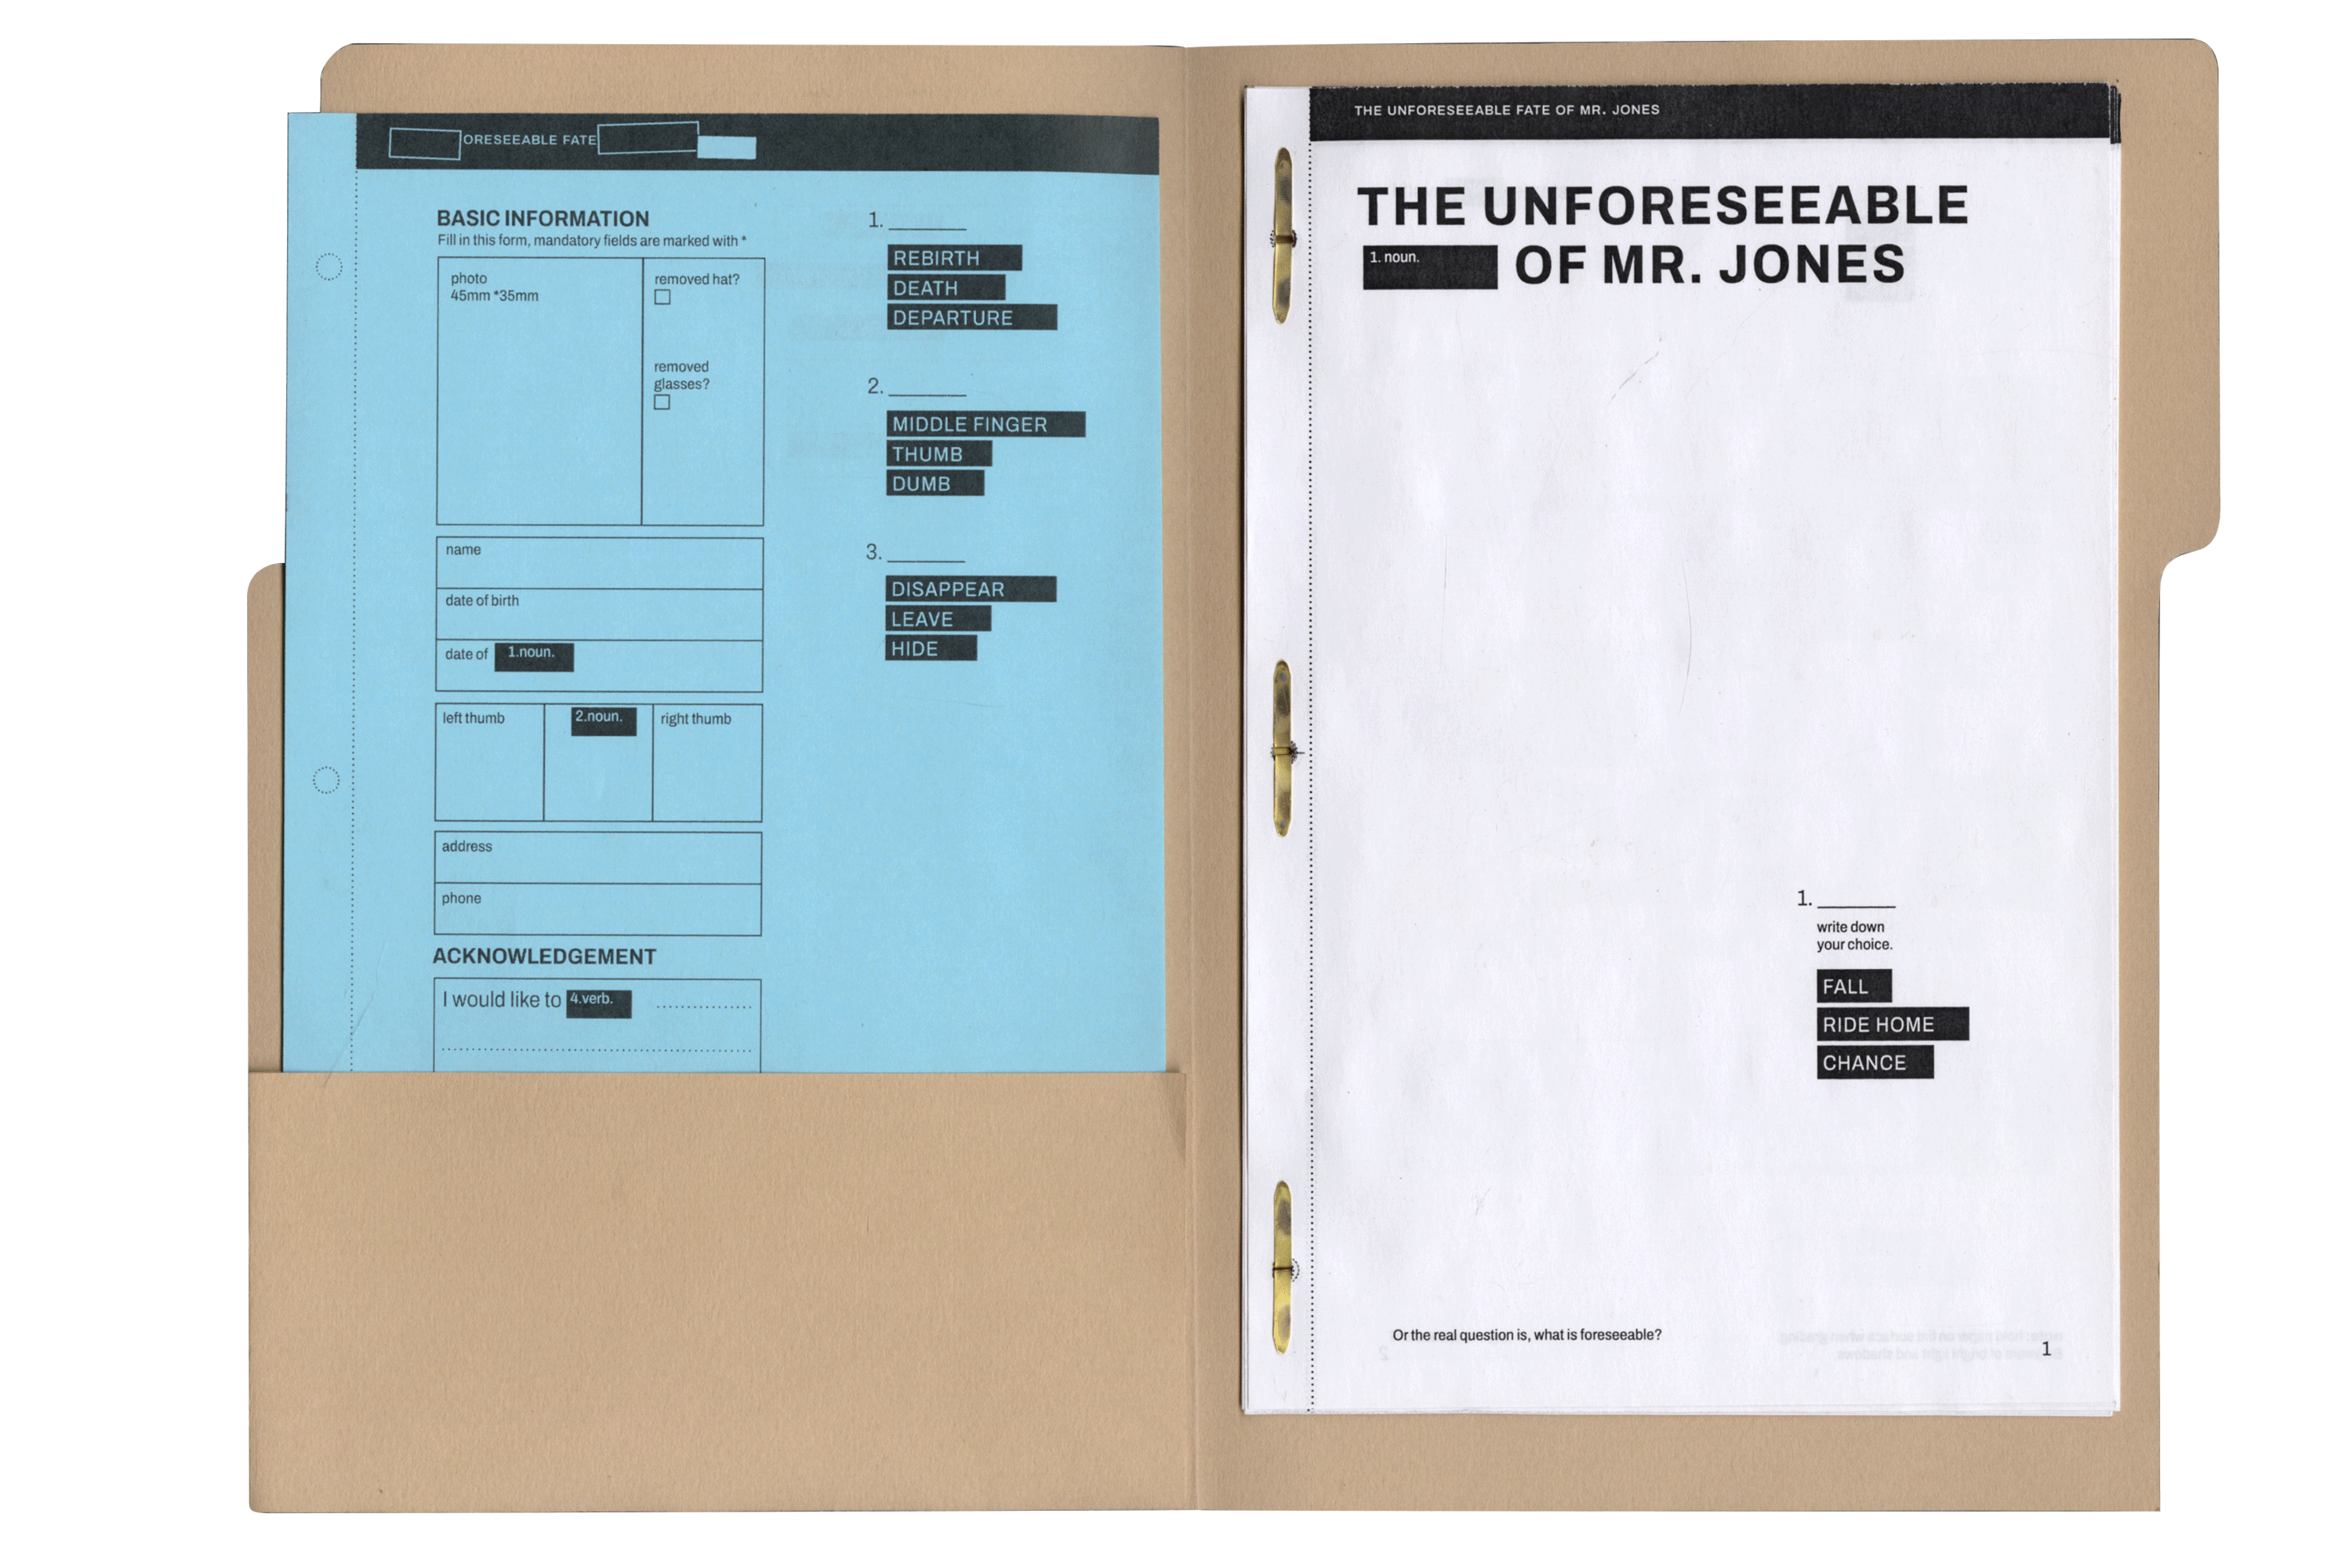 ORESEEABLE FATE
BASIC INFORMATION
Fill in this form, mandatory fields are marked with *
photo
45mm *35mm
removed hat?
removed
glasses?
name
date of birth
date of 1.noun.
left thumb
2.noun.
right thumb
address
phone
ACKNOWLEDGEMENT
I would like to 4.verb.
1.
REBIRTH
DEATH
DEPARTURE
2.
MIDDLE FINGER
THUMB
DUMB
3.
DISAPPEAR
LEAVE
HIDE
THE UNFORESEEABLE FATE OF MR. JONES
THE UNFORESEEABLE
1. noun. OF MR. JONES
1.
write down
your choice.
FALL
RIDE HOME
CHANCE
Or the real question is, what is foreseeable?
1